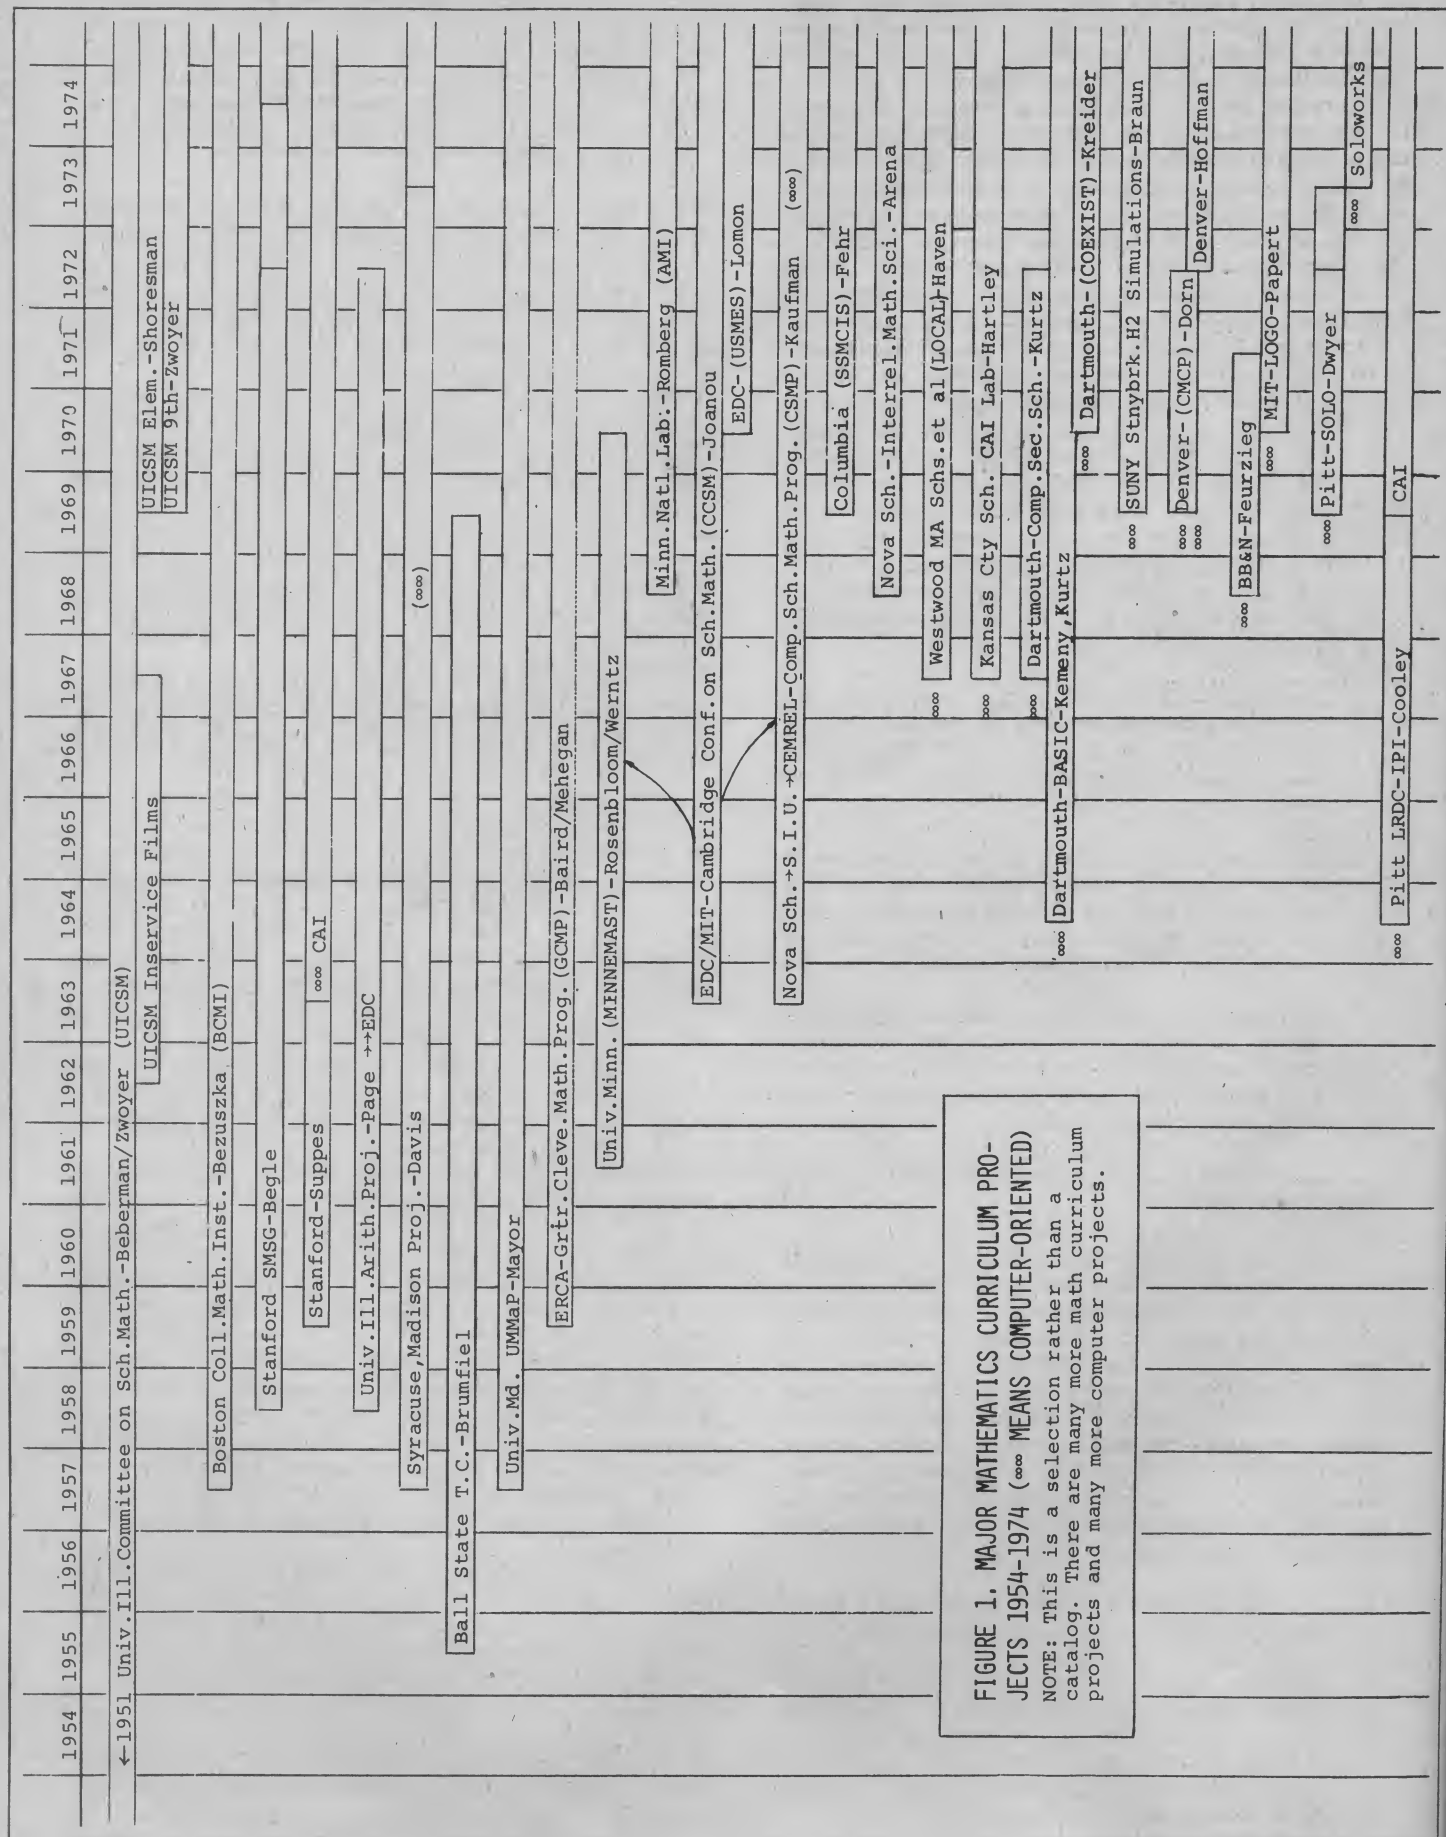 1954 1955 1956 1957 1958 1959 1960 1961 1962 1963 1964 1965 1966 1967 1968 1969 1970 1971 1972 1973 1974
←1951 Univ.Ill.Committee on Sch.Math.-Beberman/Zwoyer (UICSM)
UICSM Inservice Films
UICSM Elem.-Shoresman
UICSM 9th-Zwoyer
Boston Coll.Math.Inst.-Bezuszka (BCMI)
Stanford SMSG-Begle
Stanford-Suppes
∞∞ CAI
Univ.Ill.Arith.Proj.-Page →→EDC
Syracuse,Madison Proj.-Davis
(∞∞)
Ball State T.C.-Brumfiel
Univ.Md. UMMaP-Mayor
ERCA-Grtr.Cleve.Math.Prog.(GCMP)-Baird/Mehegan
Univ.Minn.(MINNEMAST)-Rosenbloom/Werntz
Minn.Natl.Lab.-Romberg (AMI)
EDC/MIT-Cambridge Conf.on Sch.Math.(CCSM)-Joanou
EDC-(USMES)-Lomon
Nova Sch.→S.I.U.→CEMREL-Comp.Sch.Math.Prog.(CSMP)-Kaufman (∞∞)
Columbia (SSMCIS)-Fehr
Nova Sch.-Interrel.Math.Sci.-Arena
∞∞ Westwood MA Schs.et al(LOCAL)-Haven
∞∞ Kansas Cty Sch. CAI Lab-Hartley
∞∞ Dartmouth-Comp.Sec.Sch.-Kurtz
∞∞ Dartmouth-BASIC-Kemeny,Kurtz
∞∞ Dartmouth-(COEXIST)-Kreider
∞∞ SUNY Stnybrk.H2 Simulations-Braun
∞∞ Denver-(CMCP)-Dorn
∞∞ Denver-Hoffman
∞∞ BB&N-Feurzieg
∞∞ MIT-LOGO-Papert
∞∞ Pitt-SOLO-Dwyer
∞∞ Soloworks
∞∞ Pitt LRDC-IPI-Cooley
CAI
FIGURE 1. MAJOR MATHEMATICS CURRICULUM PRO-
JECTS 1954-1974 (∞∞ MEANS COMPUTER-ORIENTED)
NOTE: This is a selection rather than a
catalog. There are many more math curriculum
projects and many more computer projects.